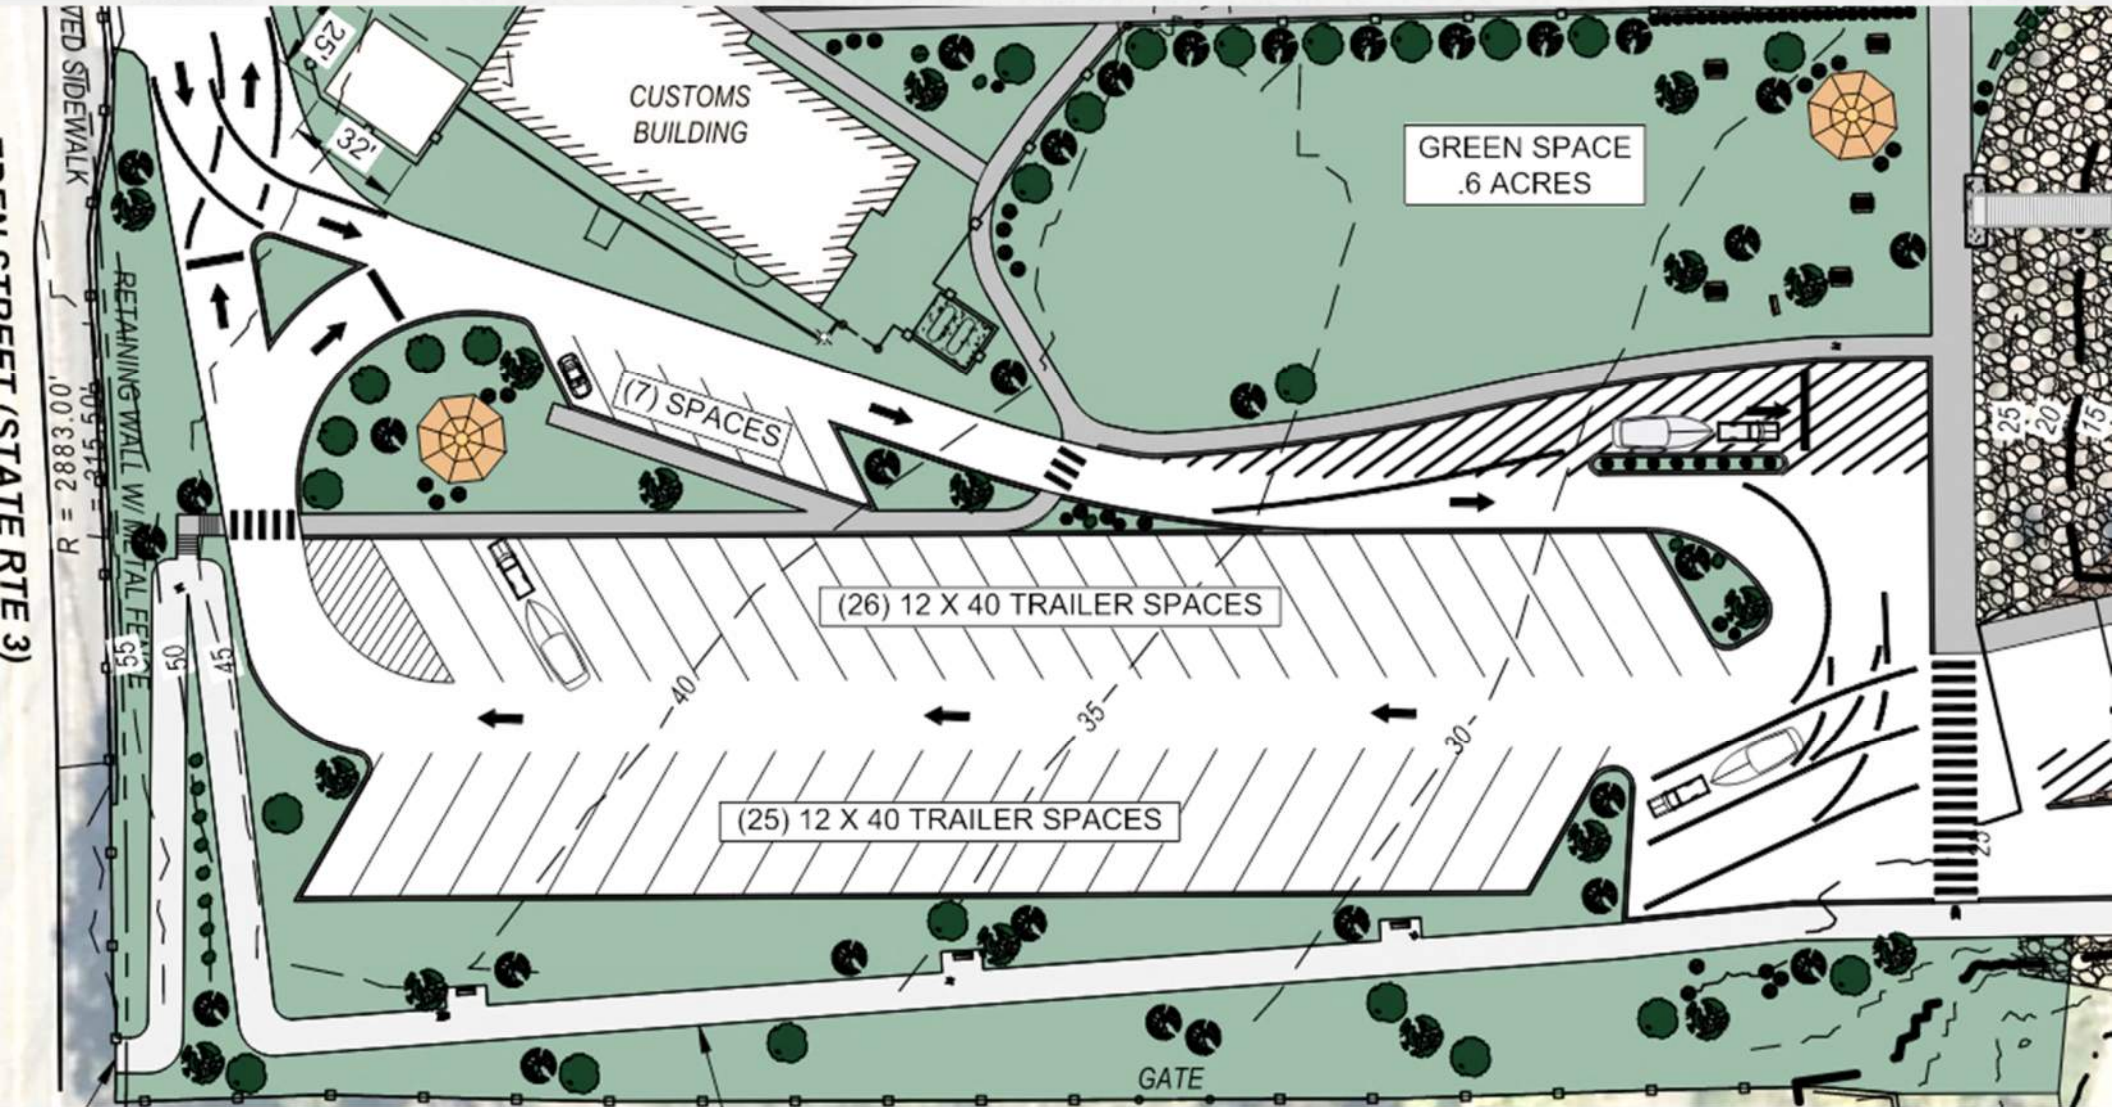 25'
32'
CUSTOMS
BUILDING
GREEN SPACE
.6 ACRES
SIDEWALK
STREET (STATE RTE 3)
R = 2883.00'
RETAINING WALL W/ METAL FENCE
(7) SPACES
25
20
15
(26) 12 X 40 TRAILER SPACES
55
50
45
40
35
30
(25) 12 X 40 TRAILER SPACES
25
GATE